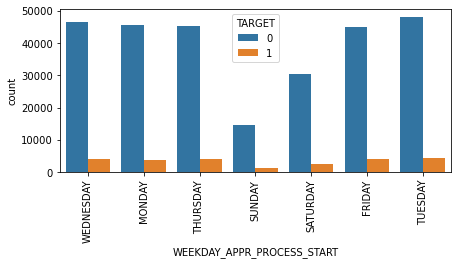 50000
40000
30000
20000
10000
0
count
TARGET
0
1
WEDNESDAY
MONDAY
THURSDAY
SUNDAY
SATURDAY
FRIDAY
TUESDAY
WEEKDAY_APPR_PROCESS_START